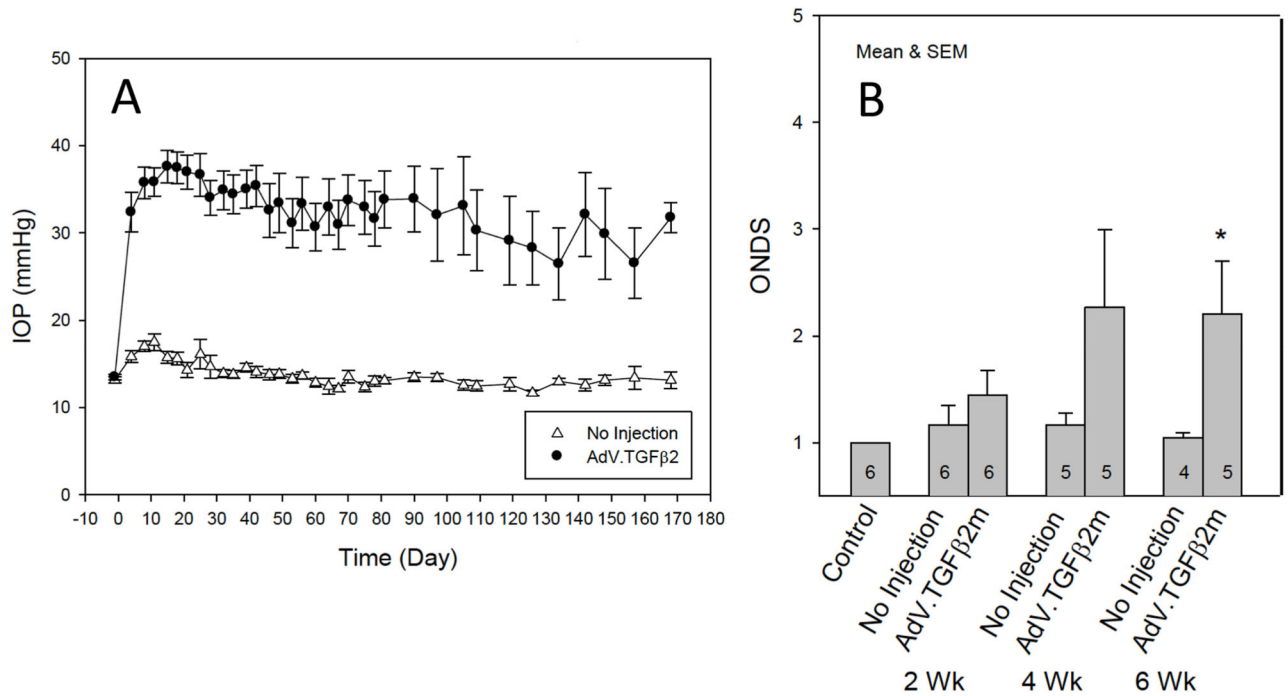 A
50
40
30
20
10
0
IOP (mmHg)
-10 0 10 20 30 40 50 60 70 80 90 100 110 120 130 140 150 160 170 180
Time (Day)
No Injection
AdV.TGFβ2
B
Mean & SEM
5
3
2
1
ONDS
*
6 6 6 5 5 4 5
Control
No Injection
AdV.TGFβ2m
No Injection
AdV.TGFβ2m
No Injection
AdV.TGFβ2m
2 Wk 4 Wk 6 Wk